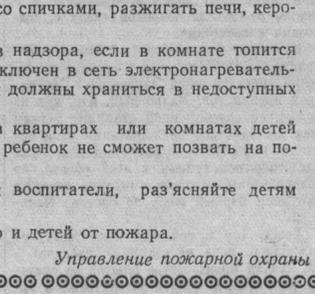 со спичками, разжигать печи, керо-
надзора, если в комнате топится
ключен в сеть электронагреватель-
должны храниться в недоступных
квартирах или комнатах детей
ребенок не сможет позвать на по-
воспитатели, раз'ясняйте детям
и детей от пожара.
Управление пожарной охраны